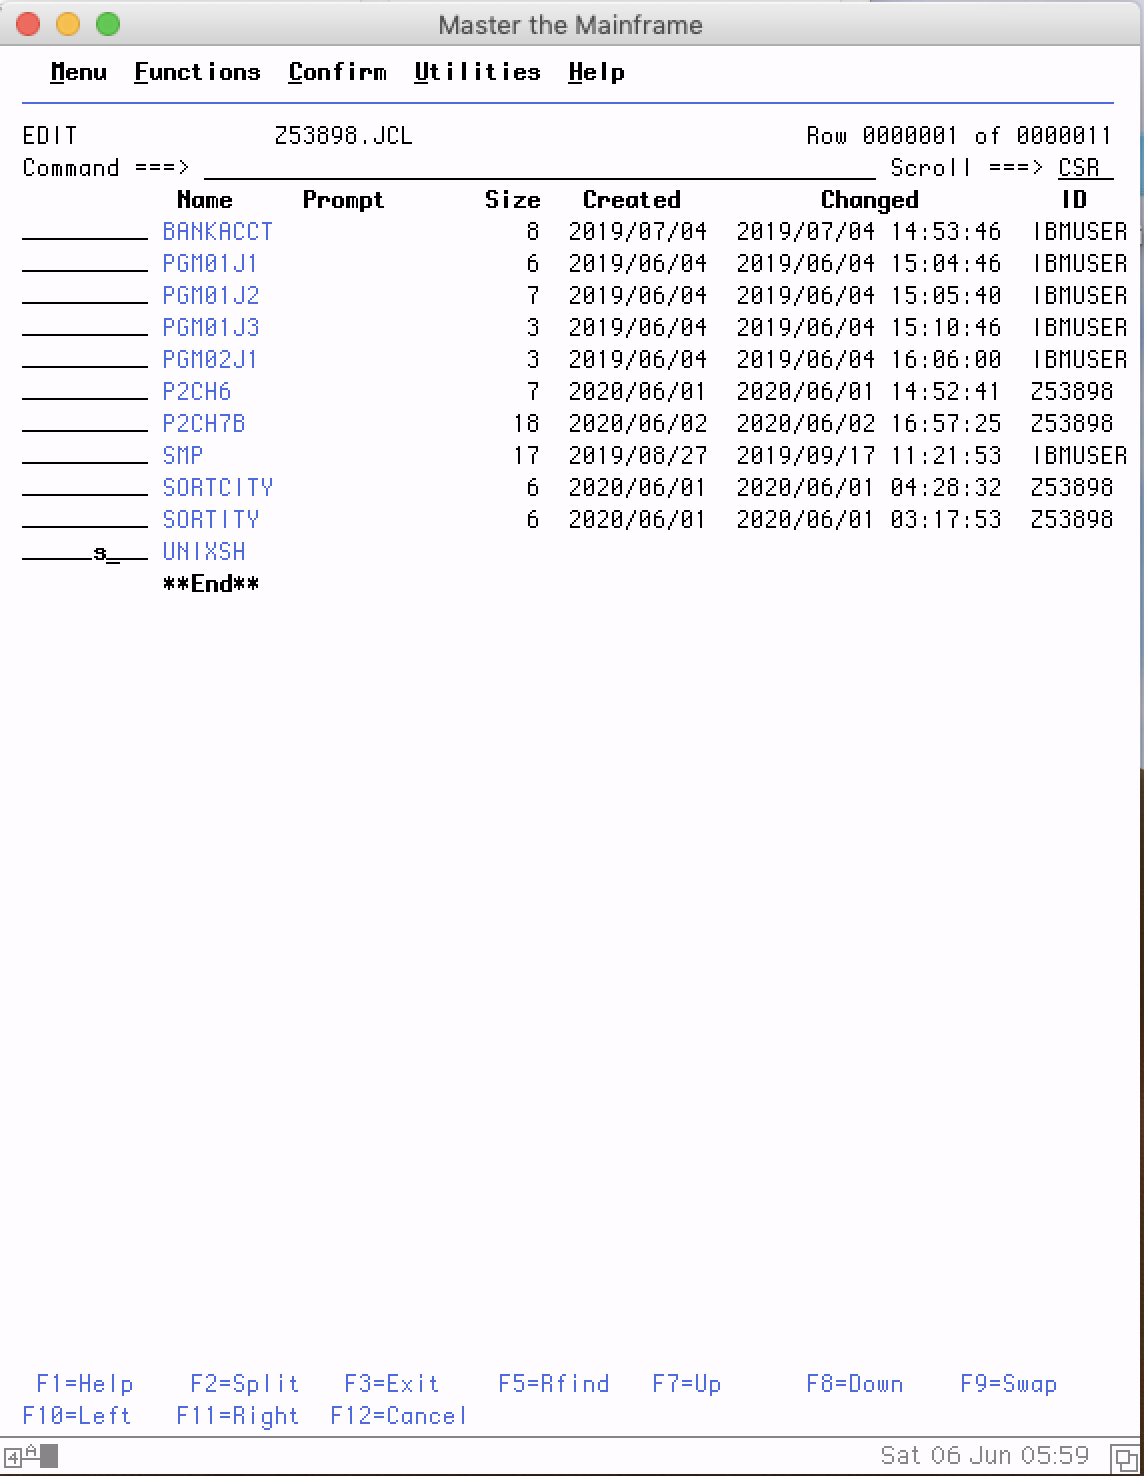 Master the Mainframe
Menu Functions Confirm Utilities Help
EDIT Z53898.JCL Row 0000001 of 0000011
Command ===> Scroll ===> CSR
Name Prompt Size Created Changed ID
BANKACCT 8 2019/07/04 2019/07/04 14:53:46 IBMUSER
PGM01J1 6 2019/06/04 2019/06/04 15:04:46 IBMUSER
PGM01J2 7 2019/06/04 2019/06/04 15:05:40 IBMUSER
PGM01J3 3 2019/06/04 2019/06/04 15:10:46 IBMUSER
PGM02J1 3 2019/06/04 2019/06/04 16:06:00 IBMUSER
P2CH6 7 2020/06/01 2020/06/01 14:52:41 Z53898
P2CH7B 18 2020/06/02 2020/06/02 16:57:25 Z53898
SMP 17 2019/08/27 2019/09/17 11:21:53 IBMUSER
SORTCITY 6 2020/06/01 2020/06/01 04:28:32 Z53898
SORTITY 6 2020/06/01 2020/06/01 03:17:53 Z53898
s_ UNIXSH
**End**
F1=Help F2=Split F3=Exit F5=Rfind F7=Up F8=Down F9=Swap
F10=Left F11=Right F12=Cancel
4 A Sat 06 Jun 05:59